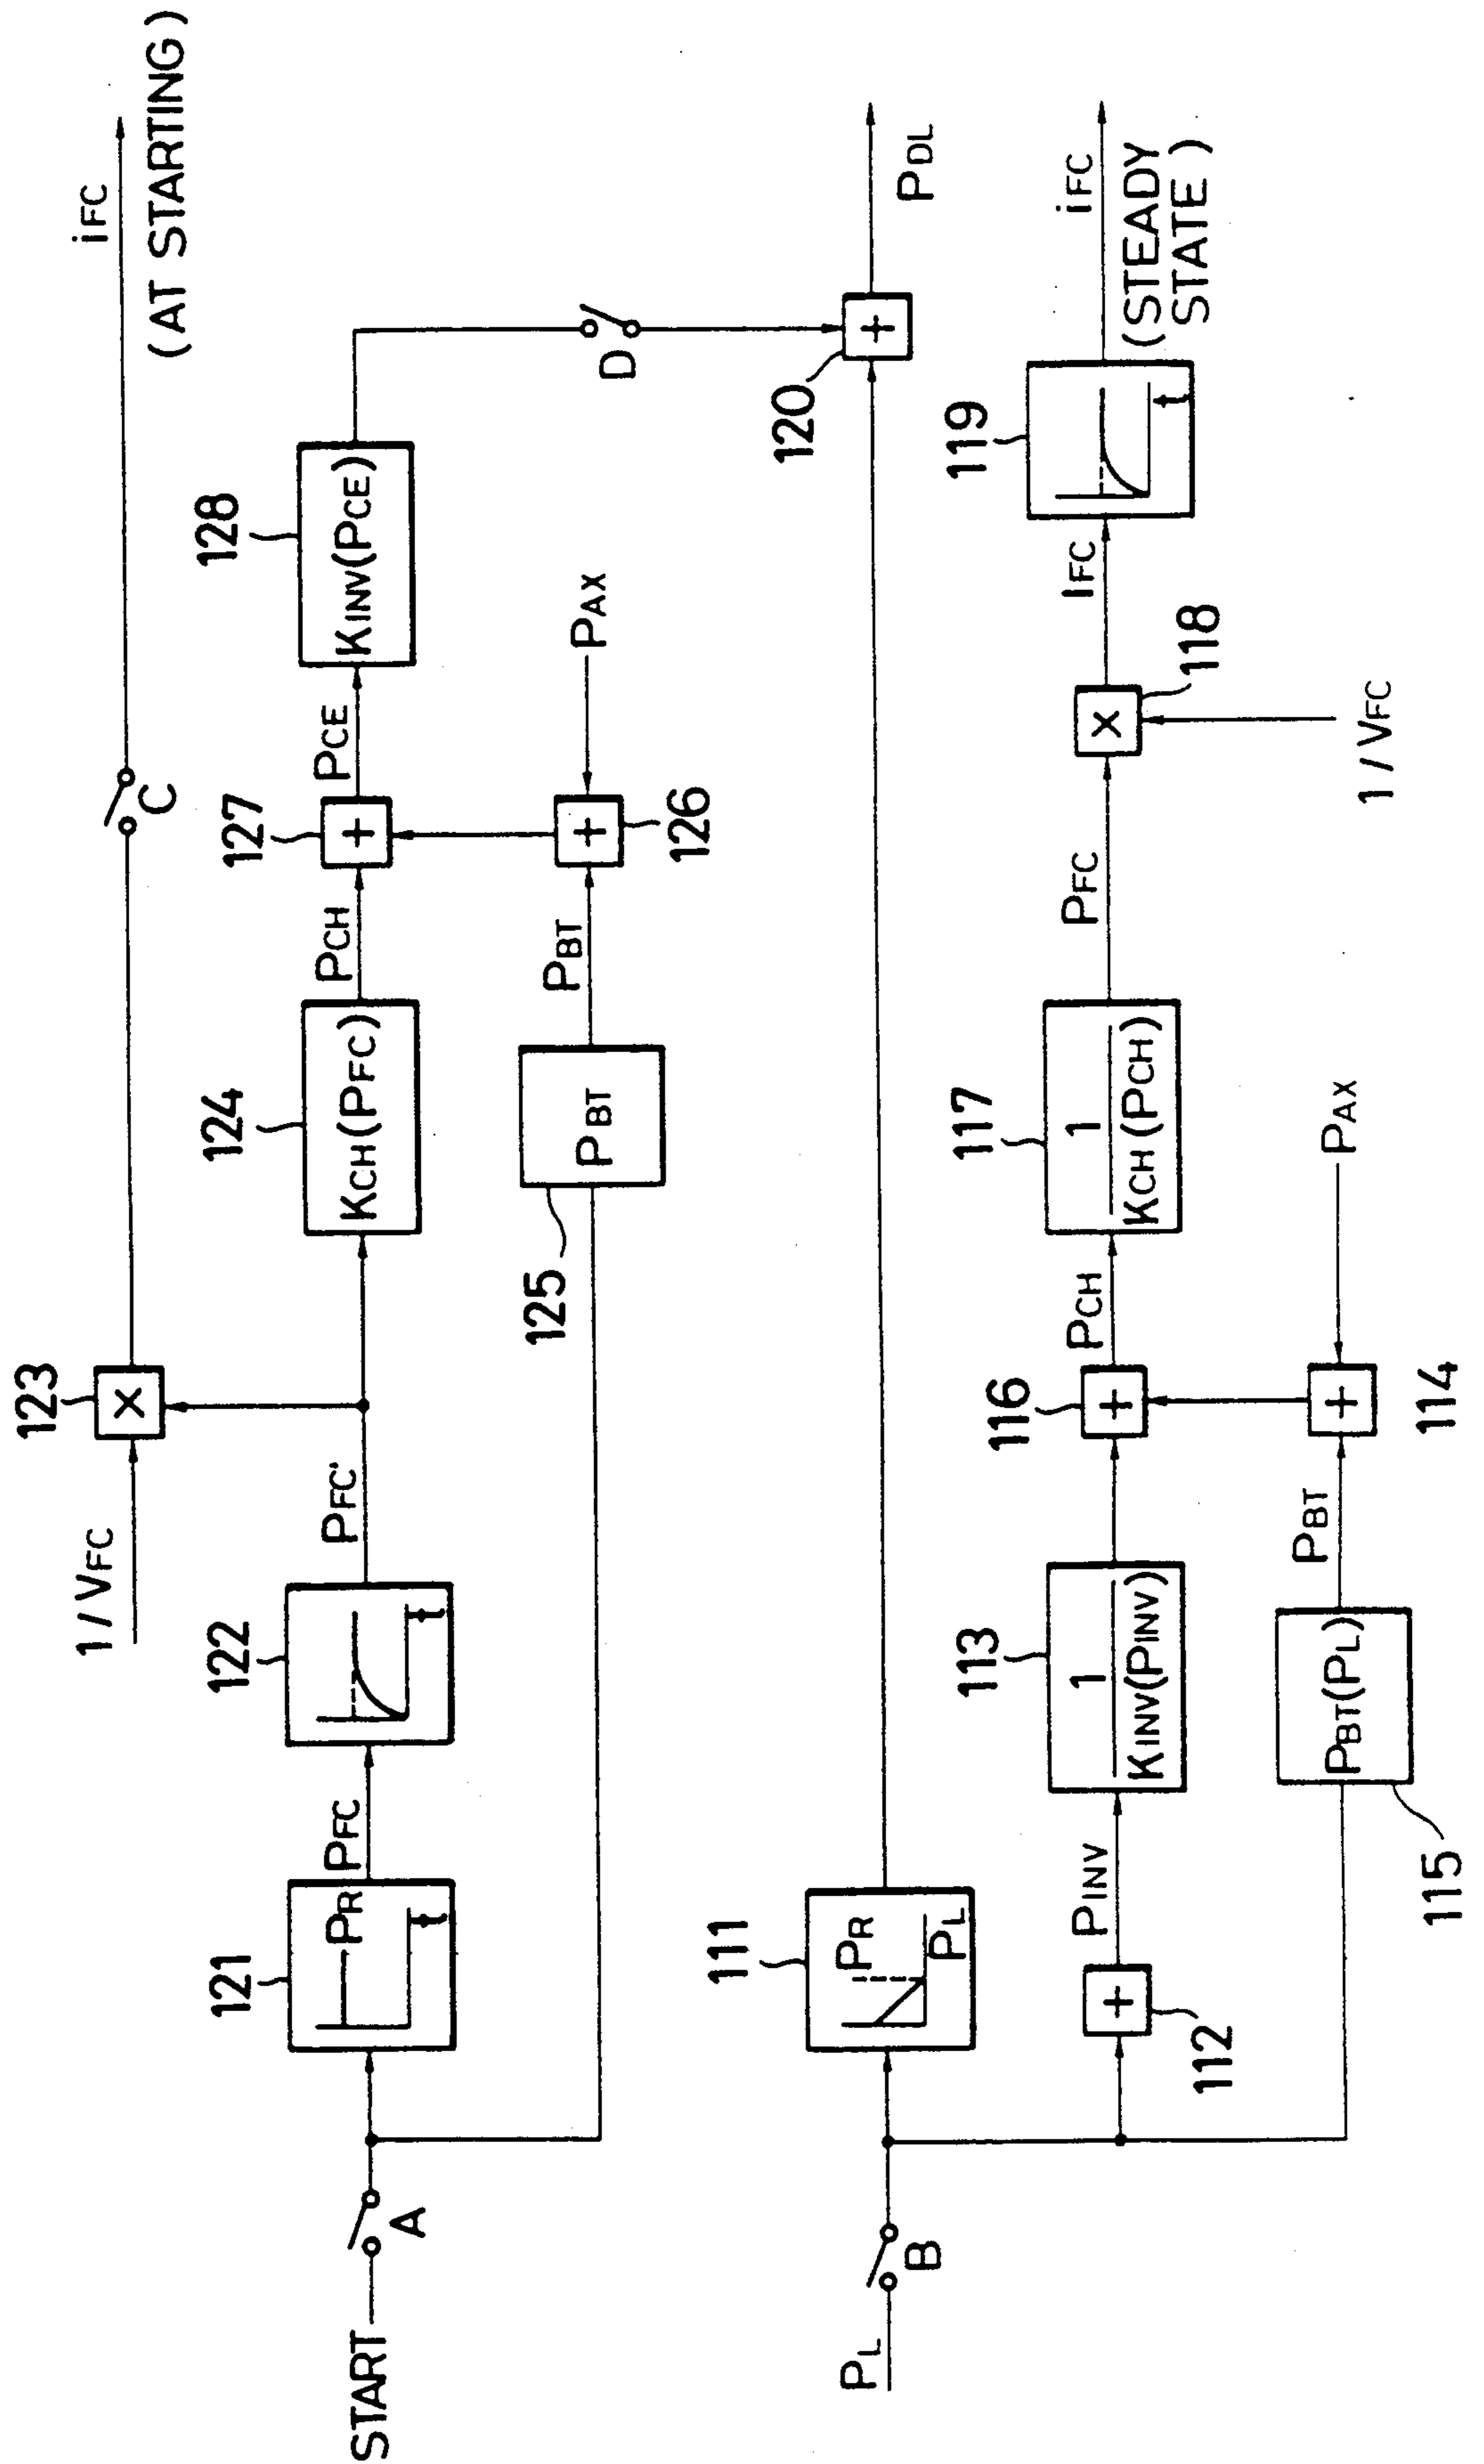 iFC
(AT STARTING)
C
123
X
1/VFC
START
A
121
PR
t
PFC
122
t
PFC'
124
KCH(PFC)
PCH
127
+
PCE
128
KINV(PCE)
D
125
PBT
PBT
126
+
PAX
PL
B
111
PR
PL
120
+
PDL
112
+
PINV
113
1
KINV(PINV)
116
+
PCH
117
1
KCH(PCH)
PFC
X
118
1/VFC
IFC
119
t
iFC
(STEADY
STATE)
115
PBT(PL)
PBT
+
114
PAX